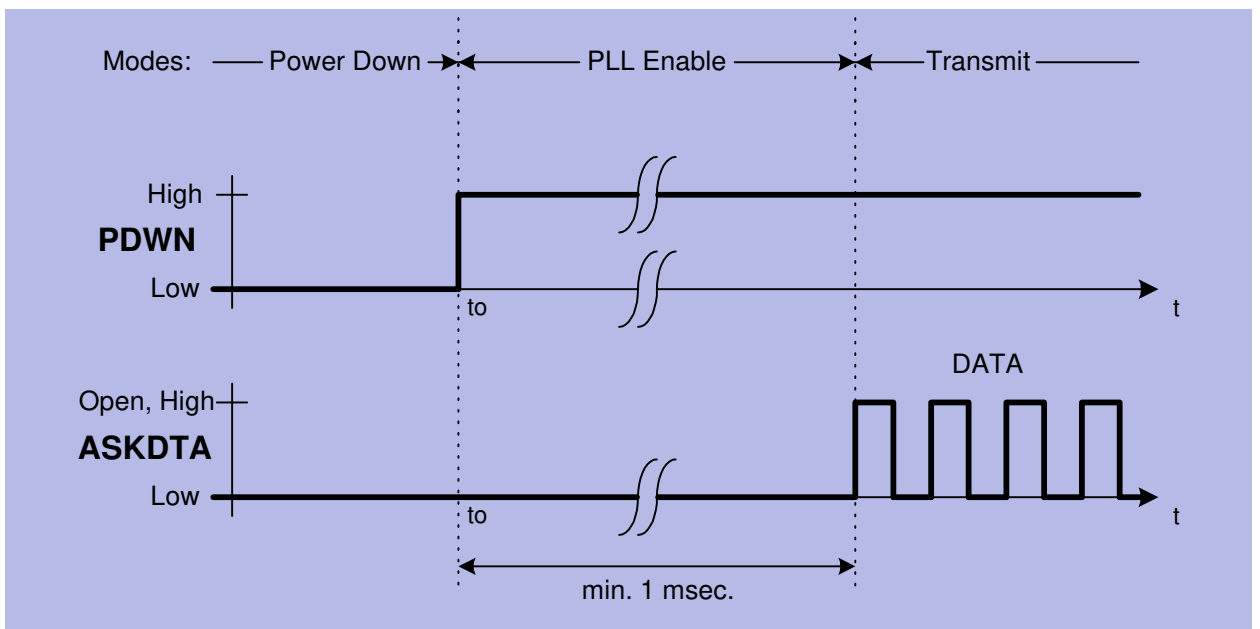 Modes: Power Down PLL Enable Transmit
High
PDWN
Low
to
t
DATA
Open, High
ASKDTA
Low
to
t
min. 1 msec.